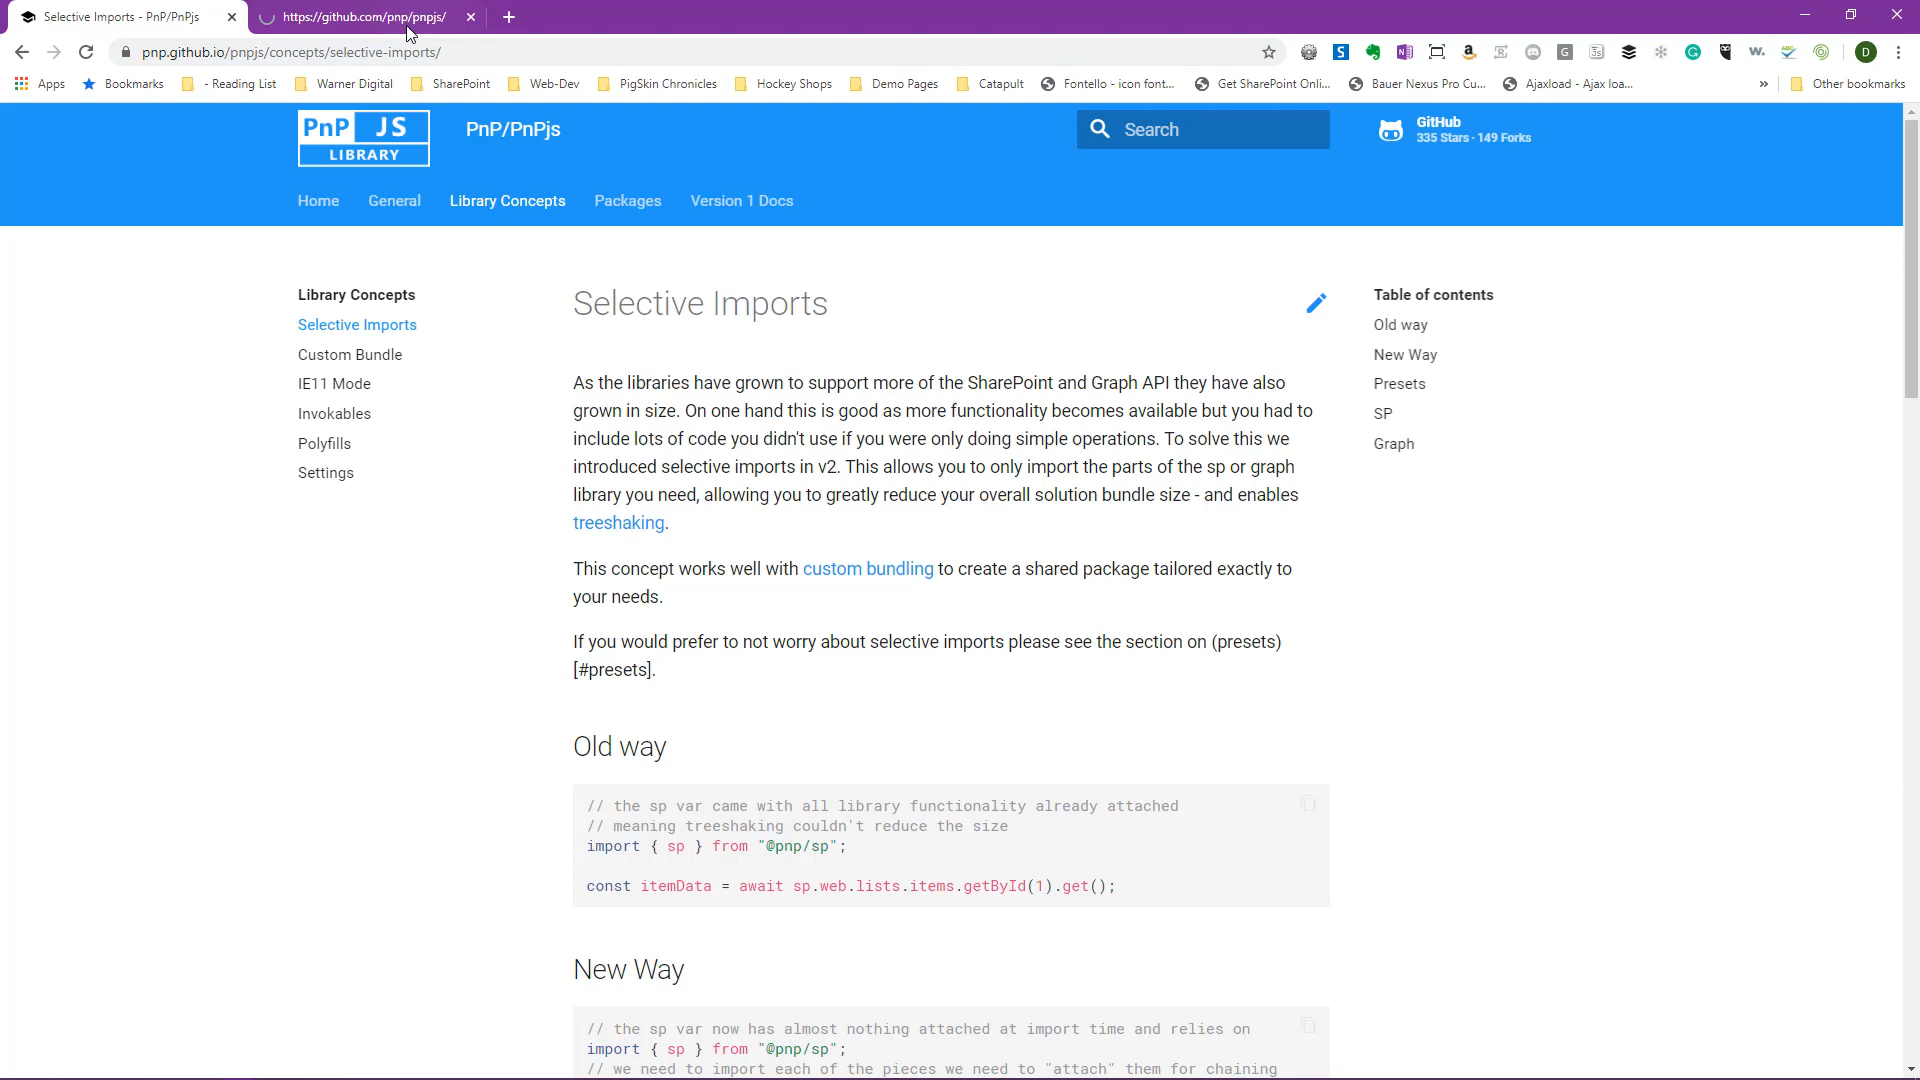 Selective Imports - PnP/PnPjs
https://github.com/pnp/pnpjs/
pnp.github.io/pnpjs/concepts/selective-imports/
Apps
Bookmarks
- Reading List
Warner Digital
SharePoint
Web-Dev
PigSkin Chronicles
Hockey Shops
Demo Pages
Catapult
Fontello - icon font...
Get SharePoint Onli...
Bauer Nexus Pro Cu...
Ajaxload - Ajax loa...
»
Other bookmarks
PnP JS
LIBRARY
PnP/PnPjs
Search
GitHub
335 Stars · 149 Forks
Home
General
Library Concepts
Packages
Version 1 Docs
Library Concepts
Selective Imports
Custom Bundle
IE11 Mode
Invokables
Polyfills
Settings
Selective Imports
As the libraries have grown to support more of the SharePoint and Graph API they have also
grown in size. On one hand this is good as more functionality becomes available but you had to
include lots of code you didn't use if you were only doing simple operations. To solve this we
introduced selective imports in v2. This allows you to only import the parts of the sp or graph
library you need, allowing you to greatly reduce your overall solution bundle size - and enables
treeshaking.
This concept works well with custom bundling to create a shared package tailored exactly to
your needs.
If you would prefer to not worry about selective imports please see the section on (presets)
[#presets].
Old way
// the sp var came with all library functionality already attached
// meaning treeshaking couldn't reduce the size
import { sp } from "@pnp/sp";
const itemData = await sp.web.lists.items.getById(1).get();
New Way
// the sp var now has almost nothing attached at import time and relies on
import { sp } from "@pnp/sp";
// we need to import each of the pieces we need to "attach" them for chaining
Table of contents
Old way
New Way
Presets
SP
Graph